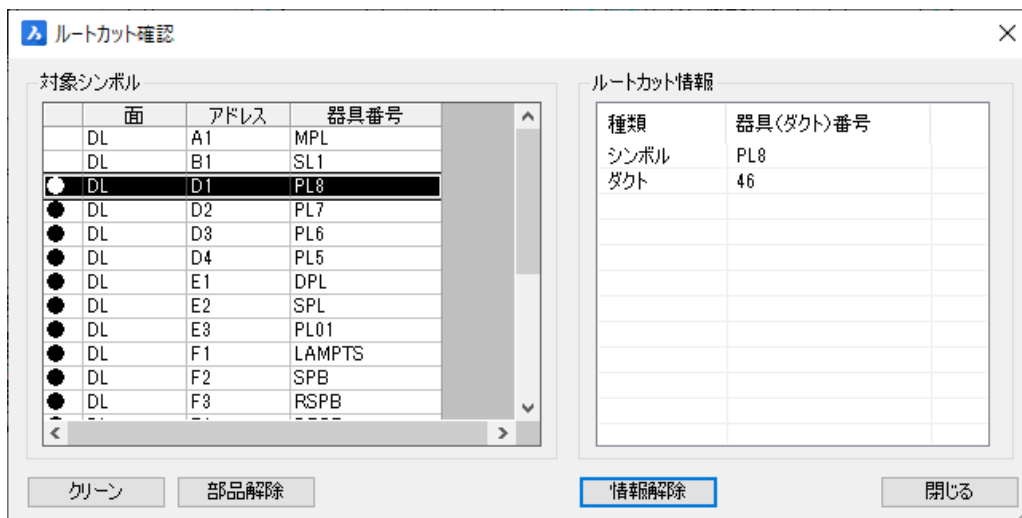 ルートカット確認
対象シンボル
面 アドレス 器具番号
DL A1 MPL
DL B1 SL1
DL D1 PL8
DL D2 PL7
DL D3 PL6
DL D4 PL5
DL E1 DPL
DL E2 SPL
DL E3 PL01
DL F1 LAMPTS
DL F2 SPB
DL F3 RSPB
ルートカット情報
種類 器具(ダクト)番号
シンボル PL8
ダクト 46
クリーン 部品解除 情報解除 閉じる